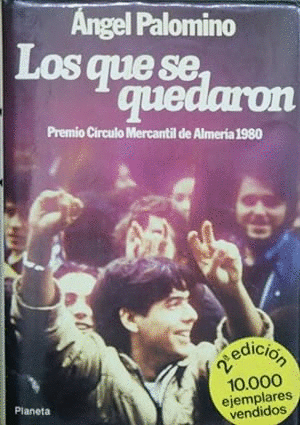 Ángel Palomino
Los que se
quedaron
Premio Círculo Mercantil de Almería 1980
2ª edición
10.000
ejemplares
vendidos
Planeta